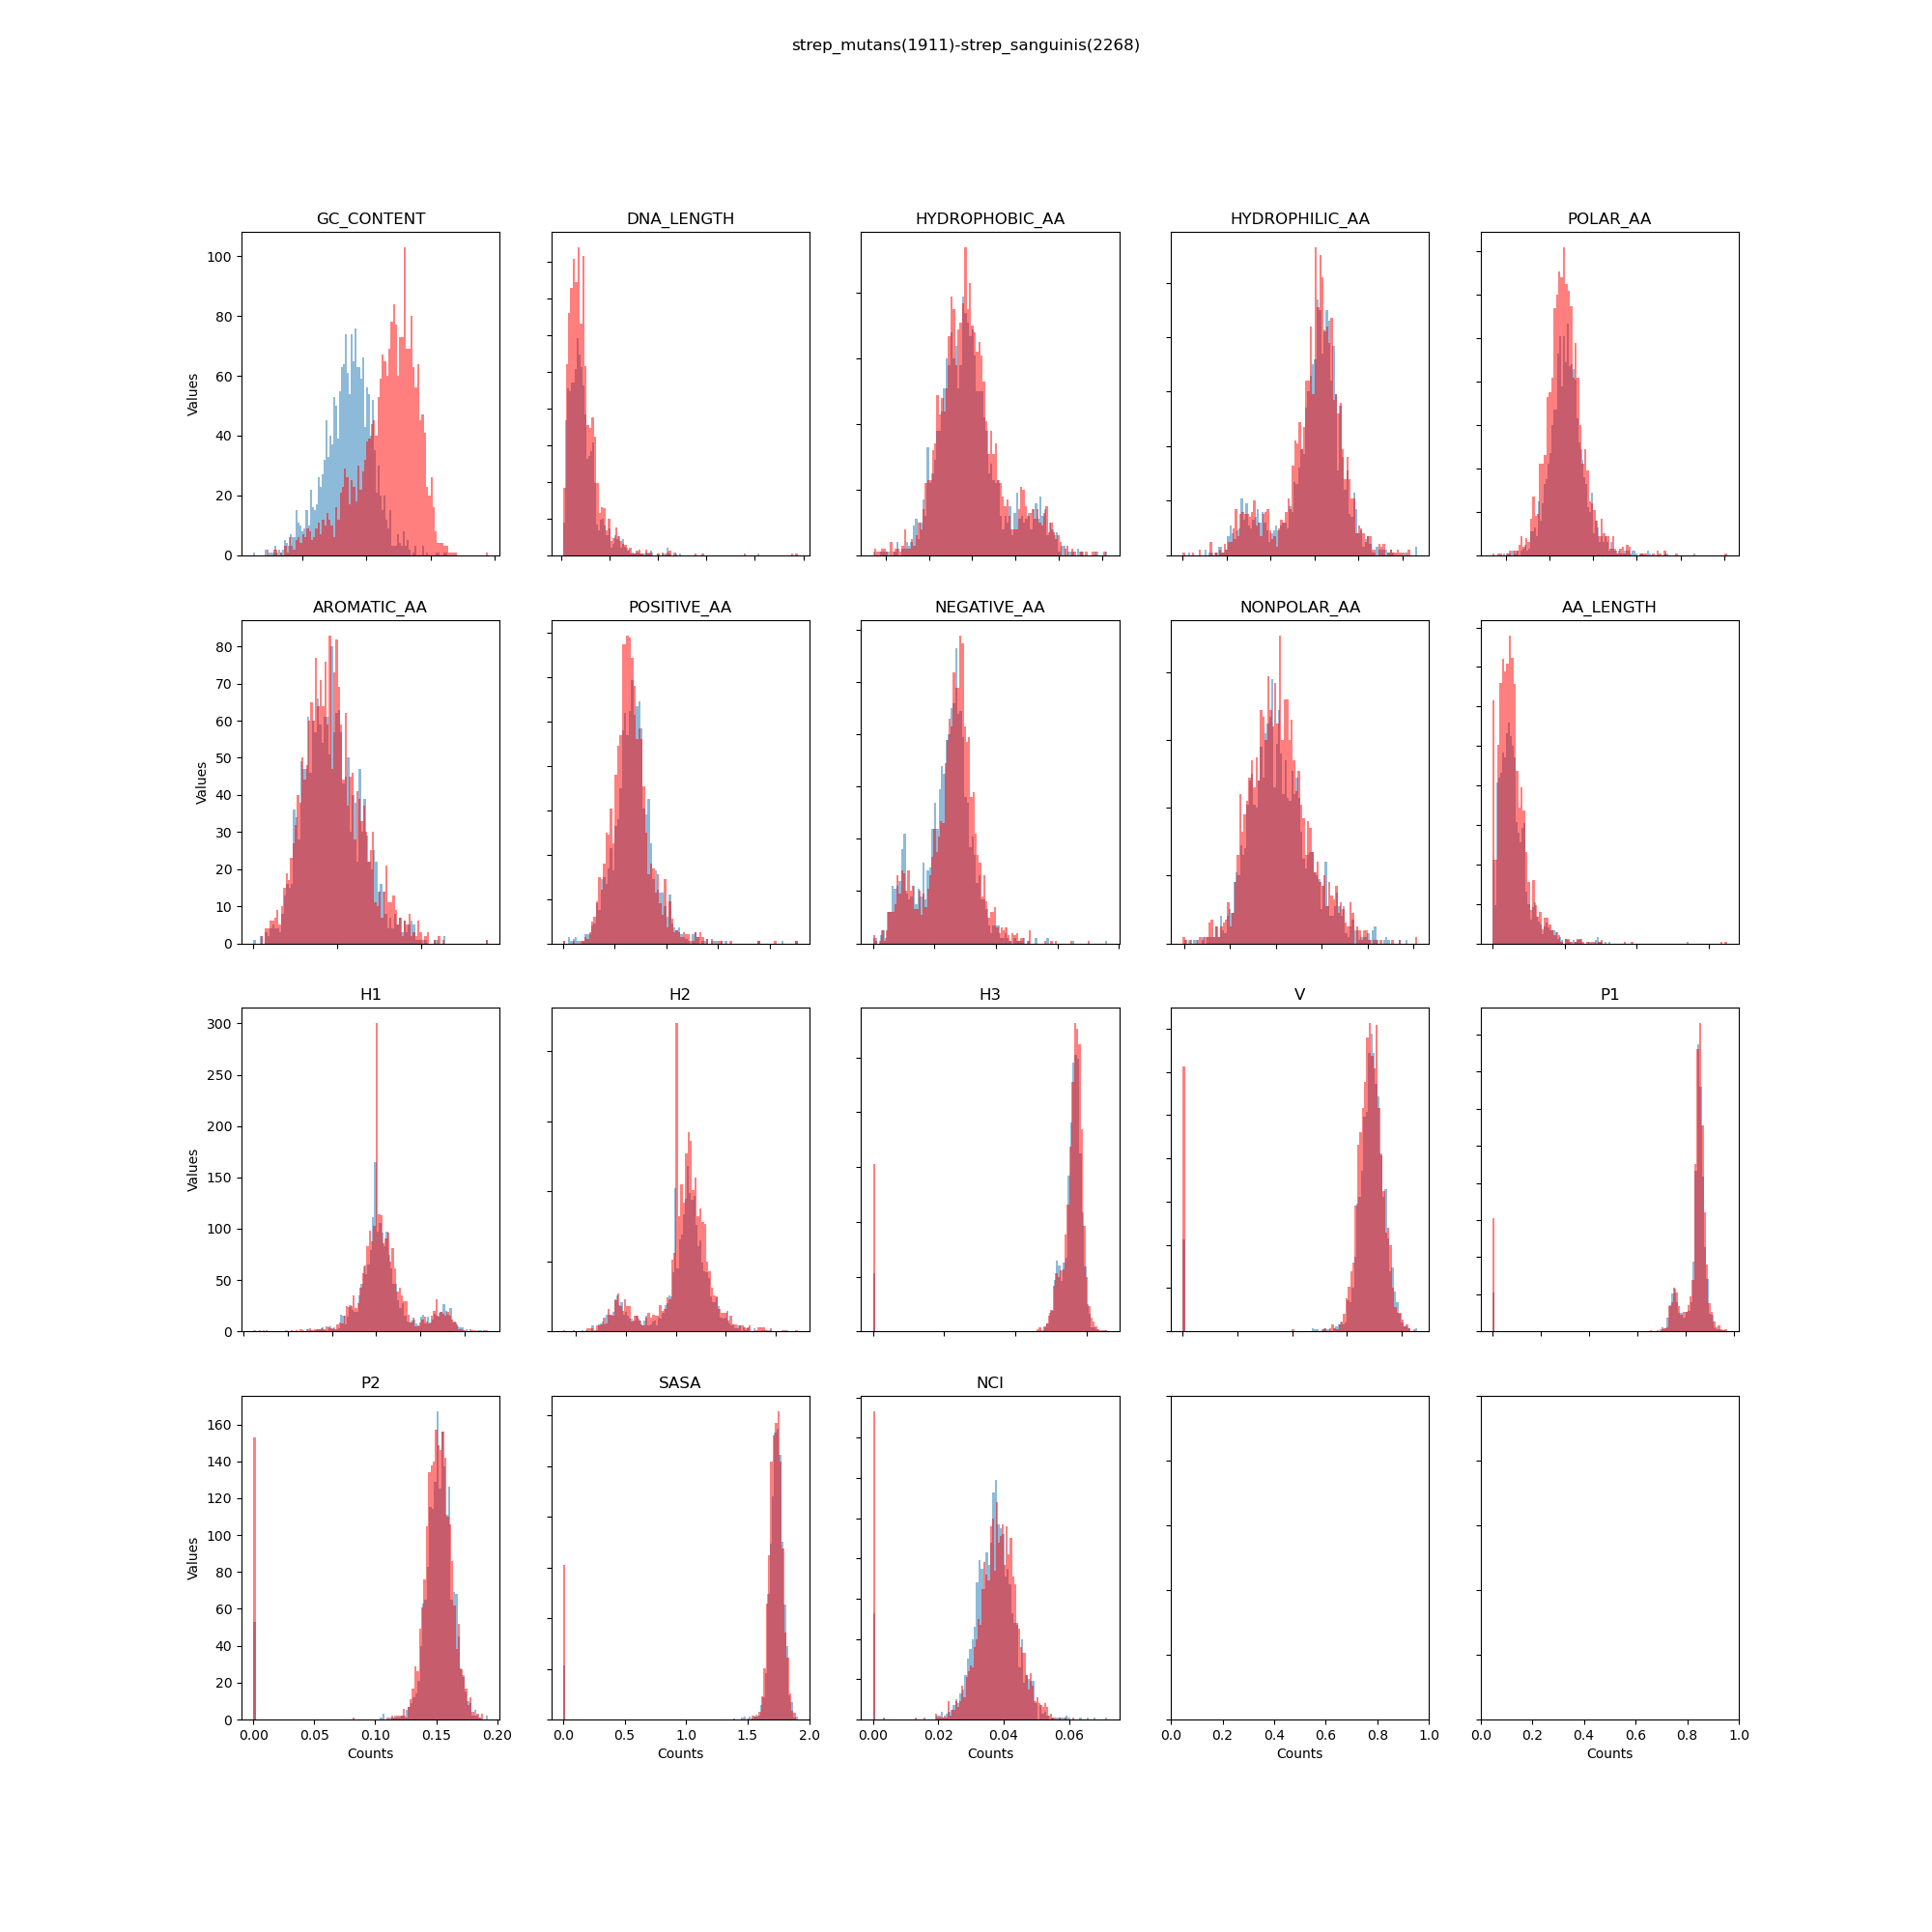 strep_mutans(1911)-strep_sanguinis(2268)
GC_CONTENT DNA_LENGTH HYDROPHOBIC_AA HYDROPHILIC_AA POLAR_AA
100
80
60
40
20
0
Values
AROMATIC_AA POSITIVE_AA NEGATIVE_AA NONPOLAR_AA AA_LENGTH
80
70
60
50
40
30
20
10
0
Values
H1 H2 H3 V P1
300
250
200
150
100
50
0
Values
P2 SASA NCI
160
140
120
100
80
60
40
20
0
Values
0.00 0.05 0.10 0.15 0.20 0.0 0.5 1.0 1.5 2.0 0.00 0.02 0.04 0.06 0.0 0.2 0.4 0.6 0.8 1.0 0.0 0.2 0.4 0.6 0.8 1.0
Counts Counts Counts Counts Counts